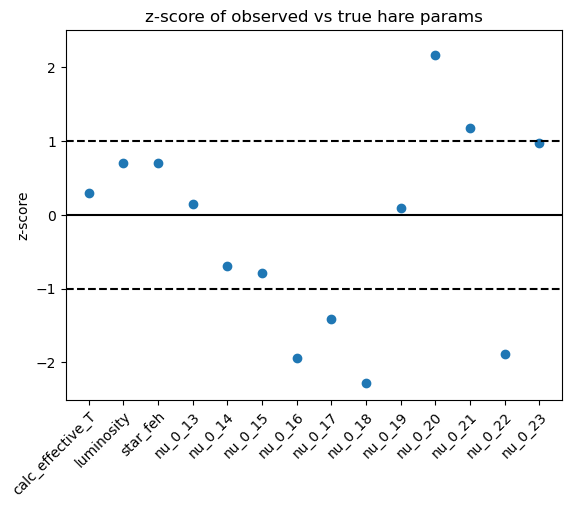 z-score of observed vs true hare params
z-score
2
1
0
−1
−2
calc_effective_T
luminosity
star_feh
nu_0_13
nu_0_14
nu_0_15
nu_0_16
nu_0_17
nu_0_18
nu_0_19
nu_0_20
nu_0_21
nu_0_22
nu_0_23